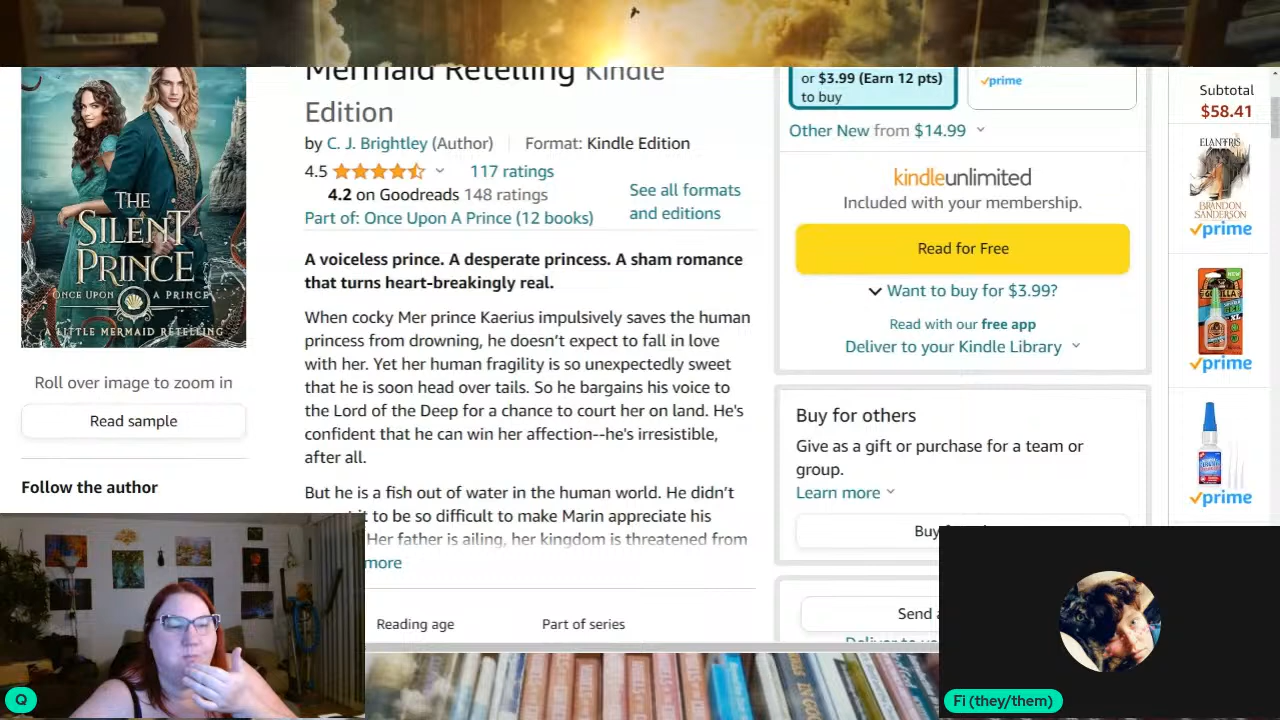 Mermaid Retelling Kindle
Edition
by C. J. Brightley (Author) Format: Kindle Edition
4.5 117 ratings
4.2 on Goodreads 148 ratings
See all formats
and editions
Part of: Once Upon A Prince (12 books)
A voiceless prince. A desperate princess. A sham romance
that turns heart-breakingly real.
When cocky Mer prince Kaerius impulsively saves the human
princess from drowning, he doesn't expect to fall in love
with her. Yet her human fragility is so unexpectedly sweet
that he is soon head over tails. So he bargains his voice to
the Lord of the Deep for a chance to court her on land. He's
confident that he can win her affection--he's irresistible,
after all.
But he is a fish out of water in the human world. He didn't
to be so difficult to make Marin appreciate his
Her father is ailing, her kingdom is threatened from
more
Reading age Part of series
THE
SILENT
PRINCE
ONCE UPON A PRINCE
A LITTLE MERMAID RETELLING
Roll over image to zoom in
Read sample
Follow the author
or $3.99 (Earn 12 pts)
to buy
prime
Other New from $14.99
kindleunlimited
Included with your membership.
Read for Free
Want to buy for $3.99?
Read with our free app
Deliver to your Kindle Library
Buy for others
Give as a gift or purchase for a team or
group.
Learn more
Buy
Send a
Subtotal
$58.41
ELANTRIS
BRANDON
SANDERSON
prime
NEW
GORILLA
prime
prime
Q
Fi (they/them)